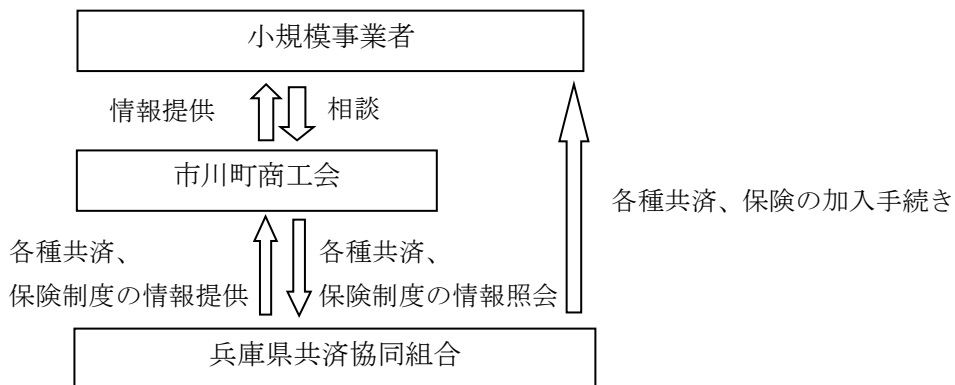 小規模事業者
情報提供
相談
市川町商工会
各種共済、保険の加入手続き
各種共済、
保険制度の情報提供
各種共済、
保険制度の情報照会
兵庫県共済協同組合